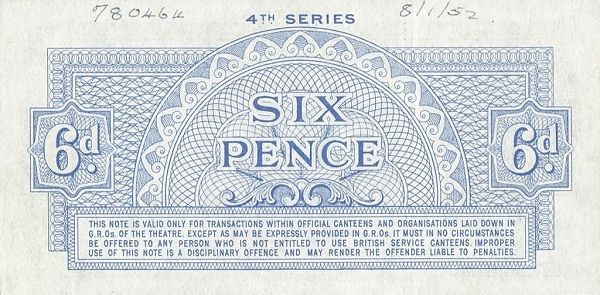 780464 4TH SERIES 8/1/52
SIX
6d. PENCE 6d.
THIS NOTE IS VALID ONLY FOR TRANSACTIONS WITHIN OFFICIAL CANTEENS AND ORGANISATIONS LAID DOWN IN
G.R.Os. OF THE THEATRE. EXCEPT AS MAY BE EXPRESSLY PROVIDED IN G.R.Os. IT MUST IN NO CIRCUMSTANCES
BE OFFERED TO ANY PERSON WHO IS NOT ENTITLED TO USE BRITISH SERVICE CANTEENS. IMPROPER
USE OF THIS NOTE IS A DISCIPLINARY OFFENCE AND MAY RENDER THE OFFENDER LIABLE TO PENALTIES.